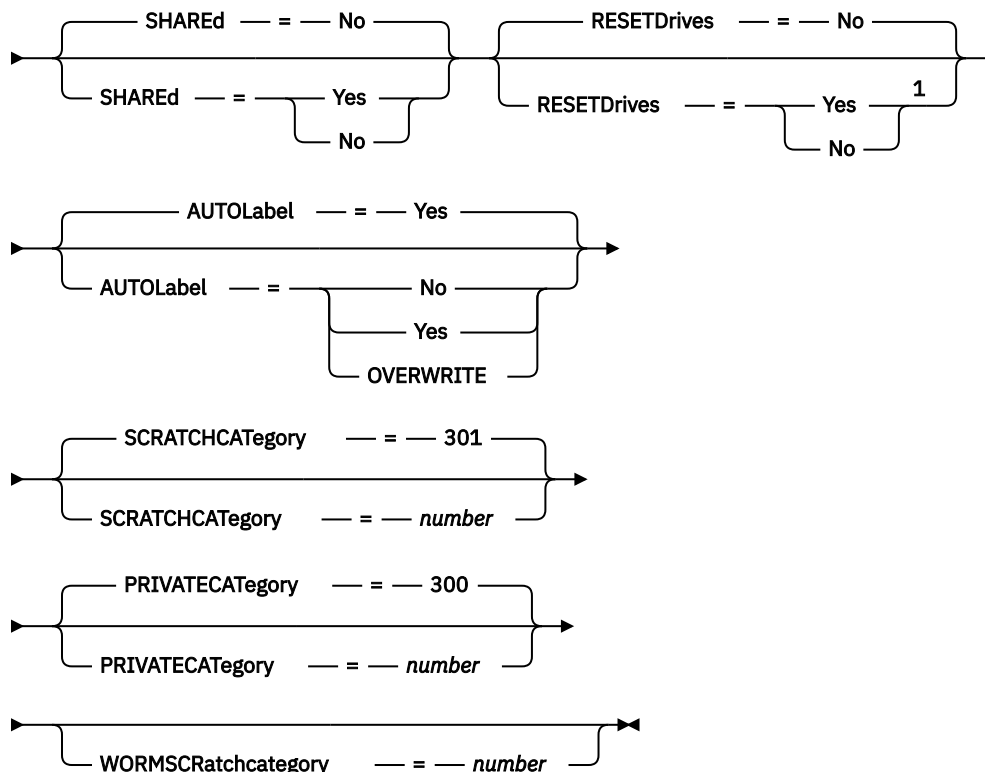 SHAREd = No RESETDrives = No
SHAREd = Yes RESETDrives = Yes 1
No No
AUTOLabel = Yes
AUTOLabel = No
Yes
OVERWRITE
SCRATCHCATegory = 301
SCRATCHCATegory = number
PRIVATECATegory = 300
PRIVATECATegory = number
WORMSCRatchcategory = number